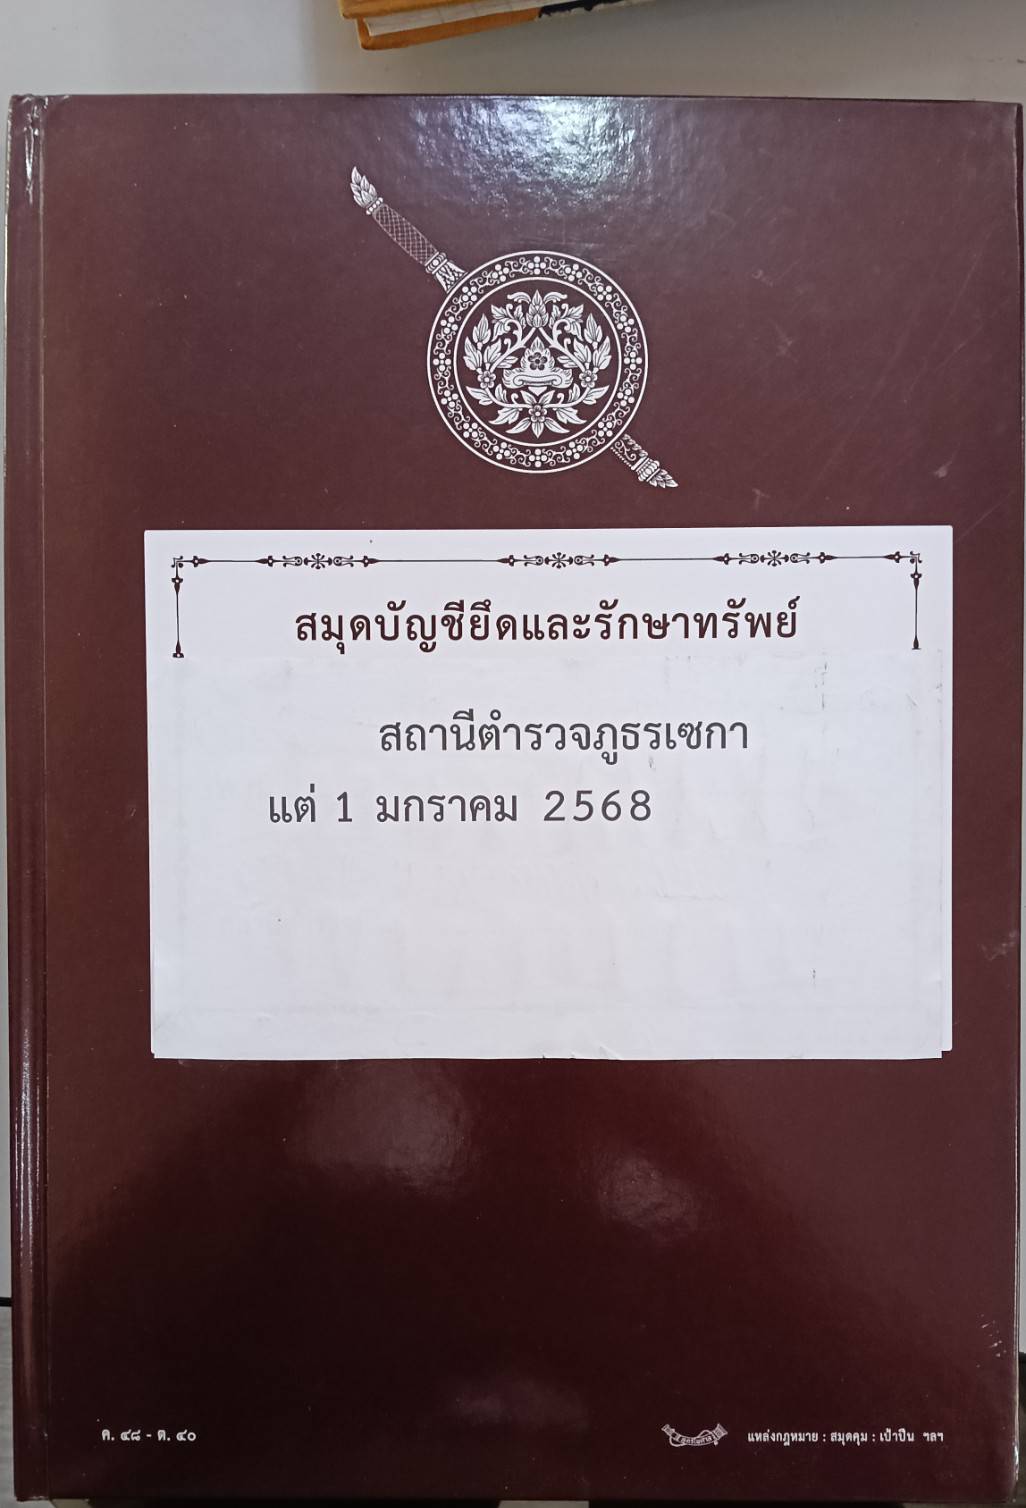 สมุดบัญชียึดและรักษาทรัพย์
สถานีตำรวจภูธรเซกา
แต่ 1 มกราคม 2568
ค. ๔๘ - ต. ๔๐
แหล่งกฎหมาย : สมุดคุม : เป้าปืน ฯลฯ